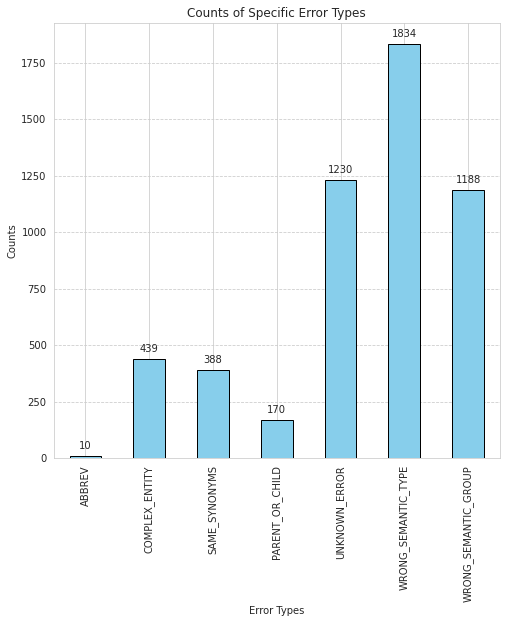 Counts of Specific Error Types
Counts
1750
1500
1250
1000
750
500
250
0
10
439
388
170
1230
1834
1188
ABBREV
COMPLEX_ENTITY
SAME_SYNONYMS
PARENT_OR_CHILD
UNKNOWN_ERROR
WRONG_SEMANTIC_TYPE
WRONG_SEMANTIC_GROUP
Error Types